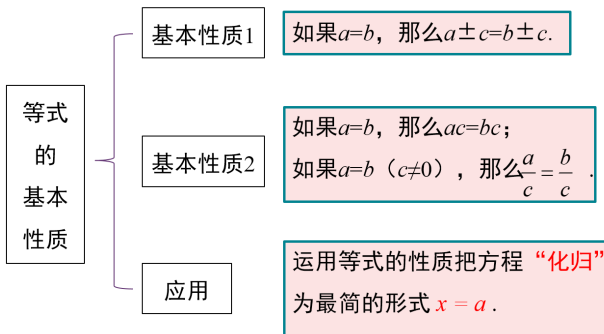 等式
的
基本
性质
基本性质1
如果a=b，那么a±c=b±c.
基本性质2
如果a=b，那么ac=bc；
如果a=b（c≠0），那么a/c=b/c.
应用
运用等式的性质把方程“化归”
为最简的形式 x = a .